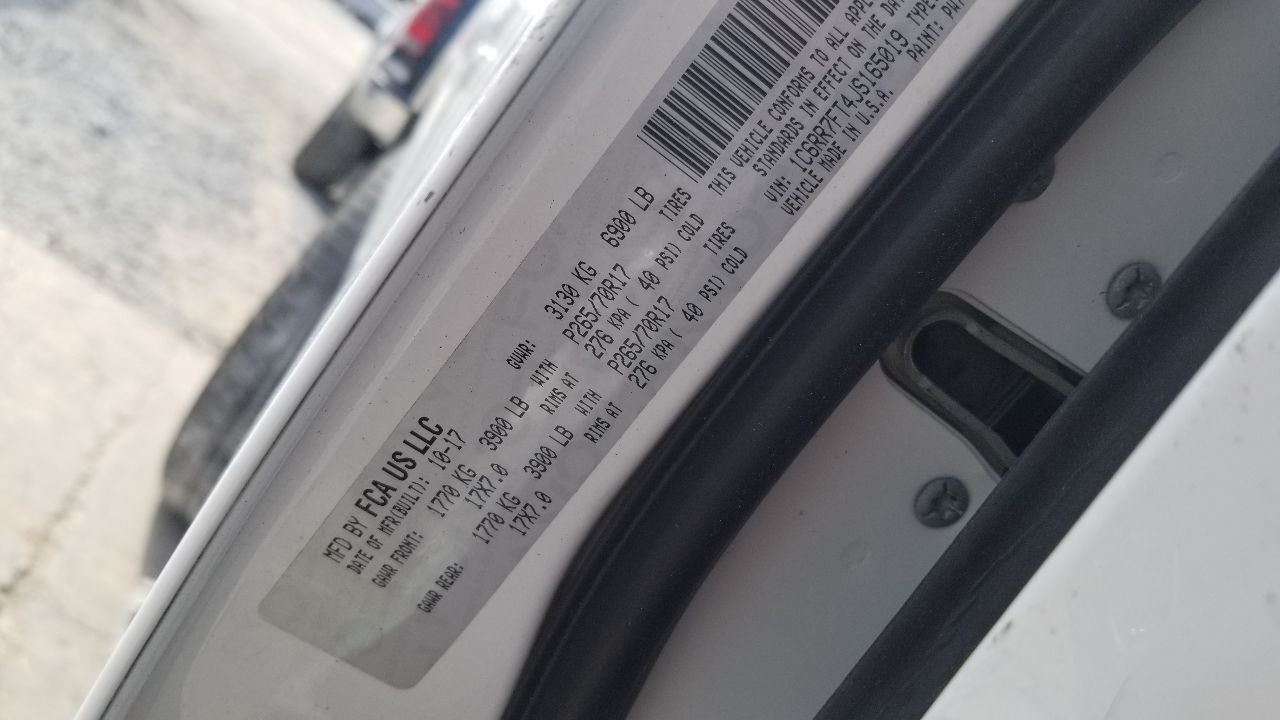 MFD BY FCA US LLC
DATE OF MFR(BUILT): 10-17 GVWR: 3130 KG 6900 LB
GAWR FRONT: 1770 KG 3900 LB WITH P265/70R17 TIRES
17X7.0 RIMS AT 276 KPA( 40 PSI) COLD
GAWR REAR: 1770 KG 3900 LB WITH P265/70R17 TIRES
17X7.0 RIMS AT 276 KPA( 40 PSI) COLD
THIS VEHICLE CONFORMS TO ALL
STANDARDS IN EFFECT ON THE
VIN: 1C6RR7FT4JS165019 TYPE
VEHICLE MADE IN U.S.A. PAINT: